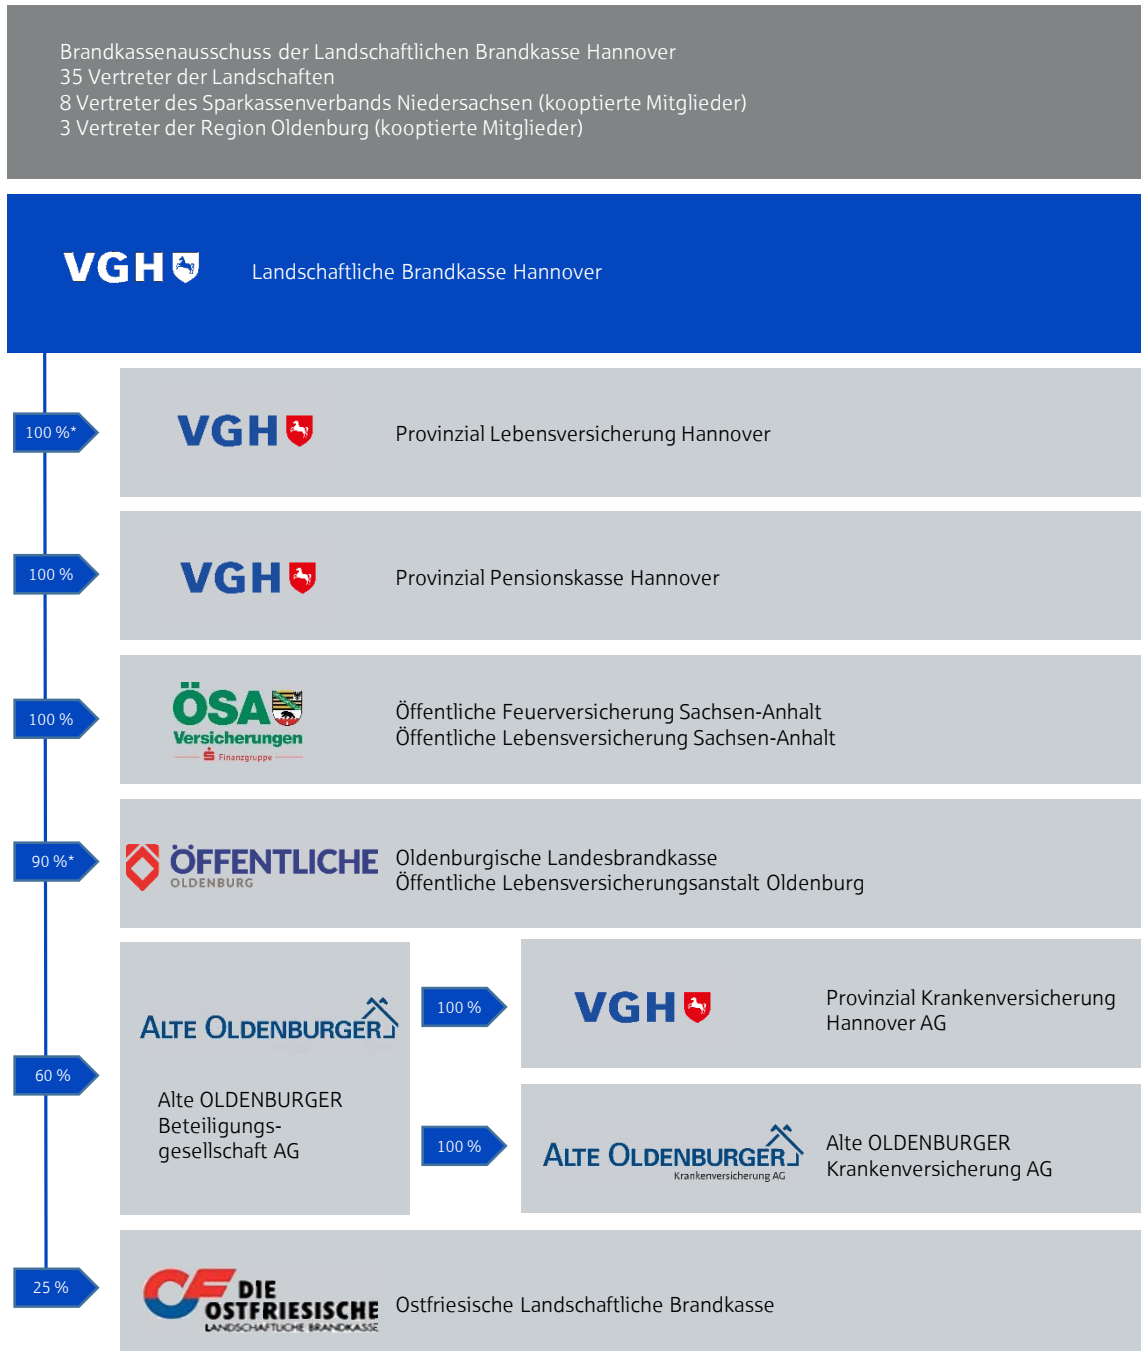 Brandkassenausschuss der Landschaftlichen Brandkasse Hannover
35 Vertreter der Landschaften
8 Vertreter des Sparkassenverbands Niedersachsen (kooptierte Mitglieder)
3 Vertreter der Region Oldenburg (kooptierte Mitglieder)
VGH
Landschaftliche Brandkasse Hannover
100 %*
VGH
Provinzial Lebensversicherung Hannover
100 %
VGH
Provinzial Pensionskasse Hannover
100 %
ÖSA
Versicherungen
Finanzgruppe
Öffentliche Feuerversicherung Sachsen-Anhalt
Öffentliche Lebensversicherung Sachsen-Anhalt
90 %*
ÖFFENTLICHE
OLDENBURG
Oldenburgische Landesbrandkasse
Öffentliche Lebensversicherungsanstalt Oldenburg
60 %
ALTE OLDENBURGER
Alte OLDENBURGER
Beteiligungs-
gesellschaft AG
100 %
VGH
Provinzial Krankenversicherung
Hannover AG
100 %
ALTE OLDENBURGER
Krankenversicherung AG
Alte OLDENBURGER
Krankenversicherung AG
25 %
DIE
OSTFRIESISCHE
LANDSCHAFTLICHE BRANDKASSE
Ostfriesische Landschaftliche Brandkasse